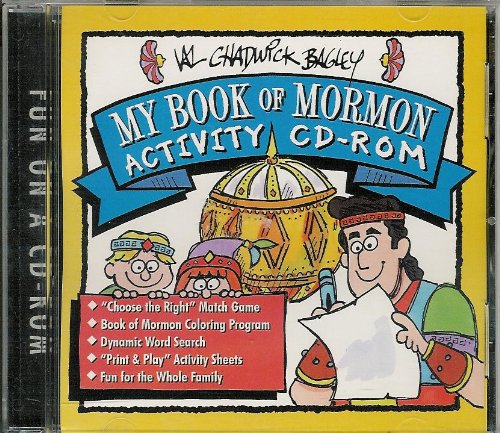 VAL CHADWICK BAGLEY
MY BOOK OF MORMON
ACTIVITY CD-ROM
FUN ON A CD-ROM
◆ "Choose the Right" Match Game
◆ Book of Mormon Coloring Program
◆ Dynamic Word Search
◆ "Print & Play" Activity Sheets
◆ Fun for the Whole Family